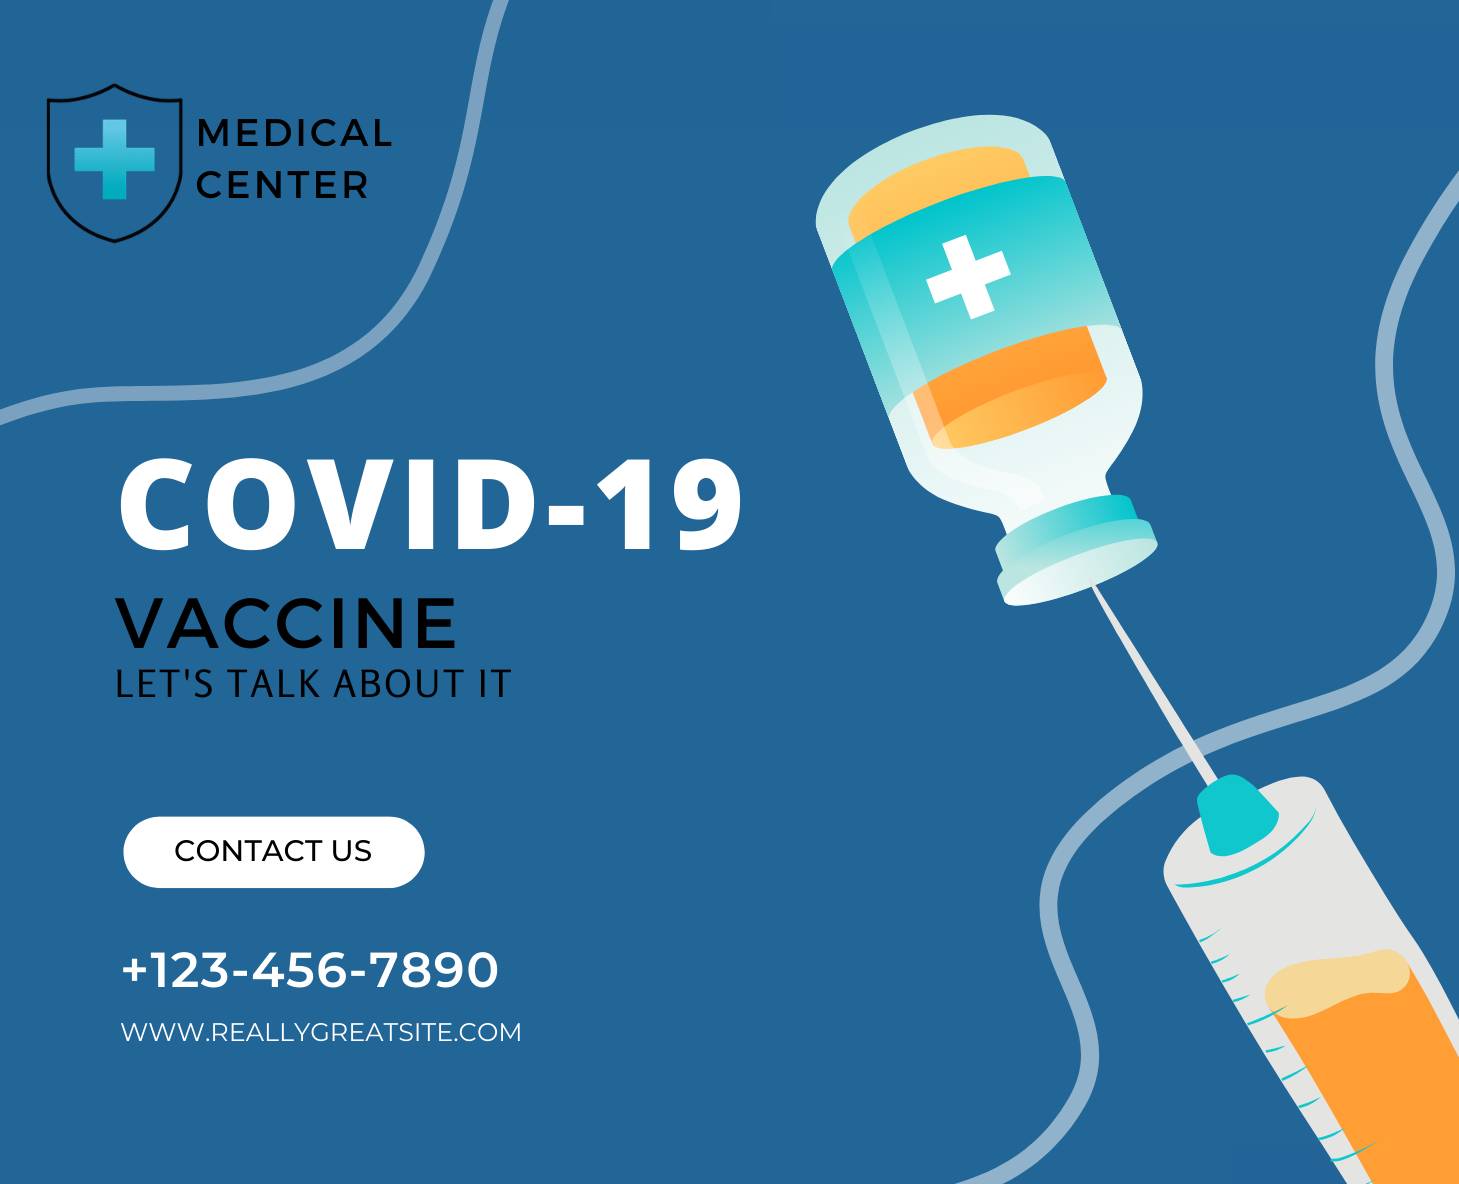 MEDICAL
CENTER
COVID-19
VACCINE
LET'S TALK ABOUT IT
CONTACT US
+123-456-7890
WWW.REALLYGREATSITE.COM